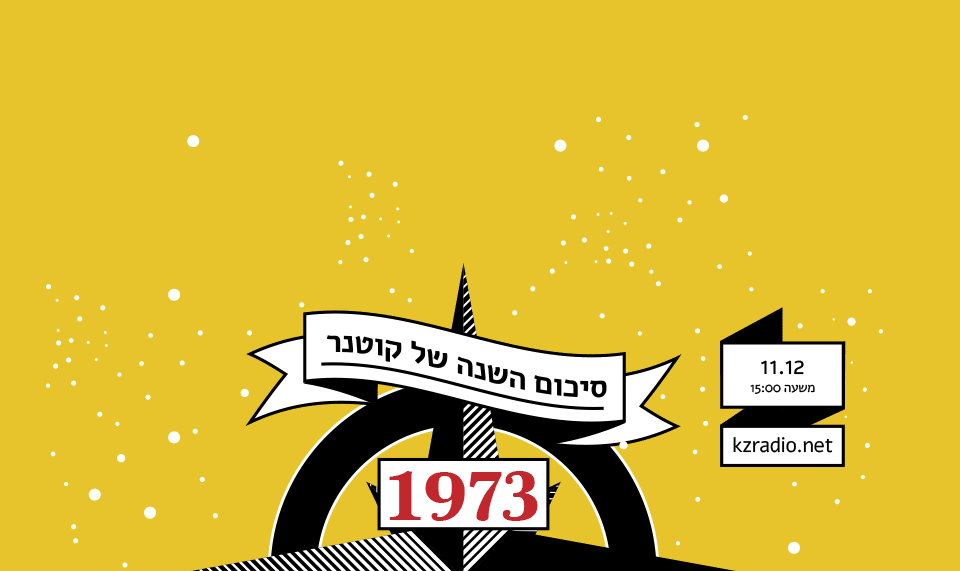 סיכום השנה של קוטנר
1973
11.12
משעה 15:00
kzradio.net